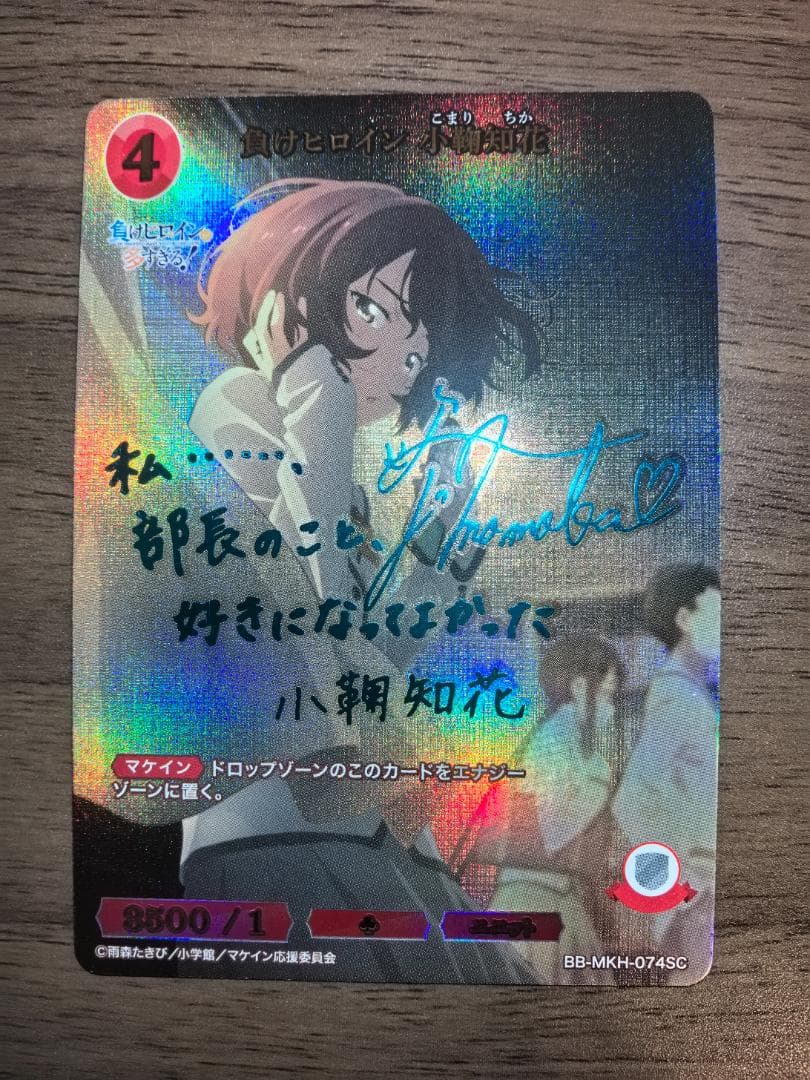 4
こまり ちか
負けヒロイン 小鞠知花
負けヒロインが
多すぎる!
私‥‥‥、
部長のこと、
好きになってよかった
小鞠知花
マケイン ドロップゾーンのこのカードをエナジー
ゾーンに置く。
3500 / 1
ユニット
©雨森たきび/小学館/マケイン応援委員会
BB-MKH-074SC